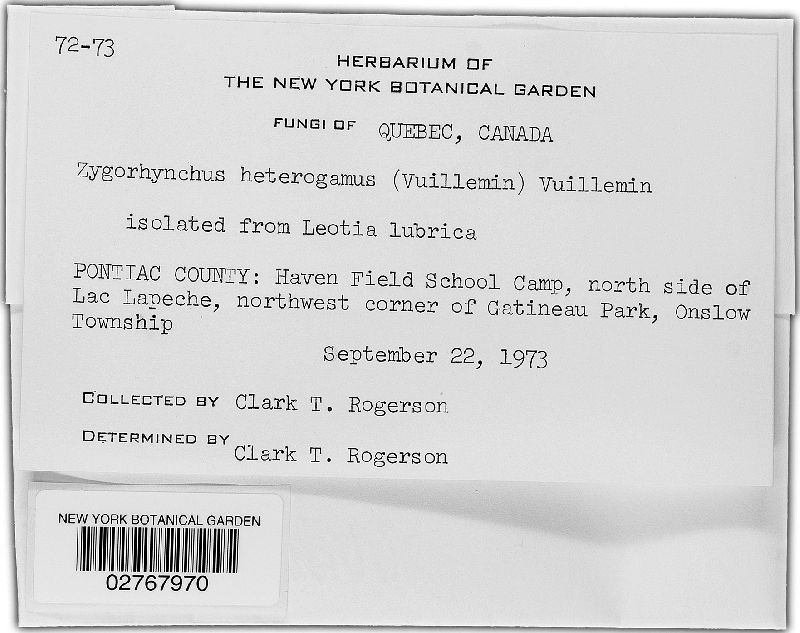 72-73
HERBARIUM OF
THE NEW YORK BOTANICAL GARDEN
FUNGI OF QUEBEC, CANADA
Zygorhynchus heterogamus (Vuillemin) Vuillemin
isolated from Leotia lubrica
PONTIAC COUNTY: Haven Field School Camp, north side of
Lac Lapeche, northwest corner of Gatineau Park, Onslow
Township
September 22, 1973
COLLECTED BY Clark T. Rogerson
DETERMINED BY Clark T. Rogerson
NEW YORK BOTANICAL GARDEN
02767970